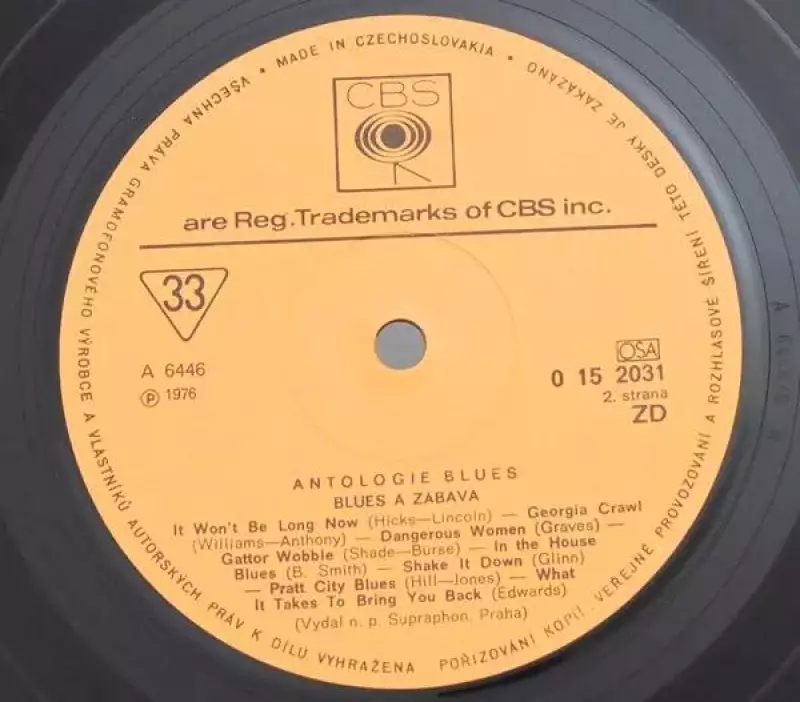 MADE IN CZECHOSLOVAKIA •
CBS
are Reg. Trademarks of CBS inc.
33
A 6446
Ⓟ 1976
OSA
0 15 2031
2. strana
ZD
ANTOLOGIE BLUES
BLUES A ZÁBAVA
It Won't Be Long Now (Hicks—Lincoln) — Georgia Crawl
(Williams—Anthony) — Dangerous Women (Graves) —
Gattor Wobble (Shade—Burse) — In the House
Blues (B. Smith) — Shake It Down (Glinn)
— Pratt City Blues (Hill—Jones) — What
It Takes To Bring You Back (Edwards)
(Vydal n. p. Supraphon, Praha)
VŠECHNA PRÁVA GRAMOFONOVÉHO VÝROBCE A VLASTNÍKŮ AUTORSKÝCH PRÁV K DÍLU VYHRAŽENA
POŘIZOVÁNÍ KOPIÍ, VEŘEJNÉ PROVOZOVÁNÍ A ROZHLASOVÉ ŠÍŘENÍ TÉTO DESKY JE ZAKÁZÁNO •